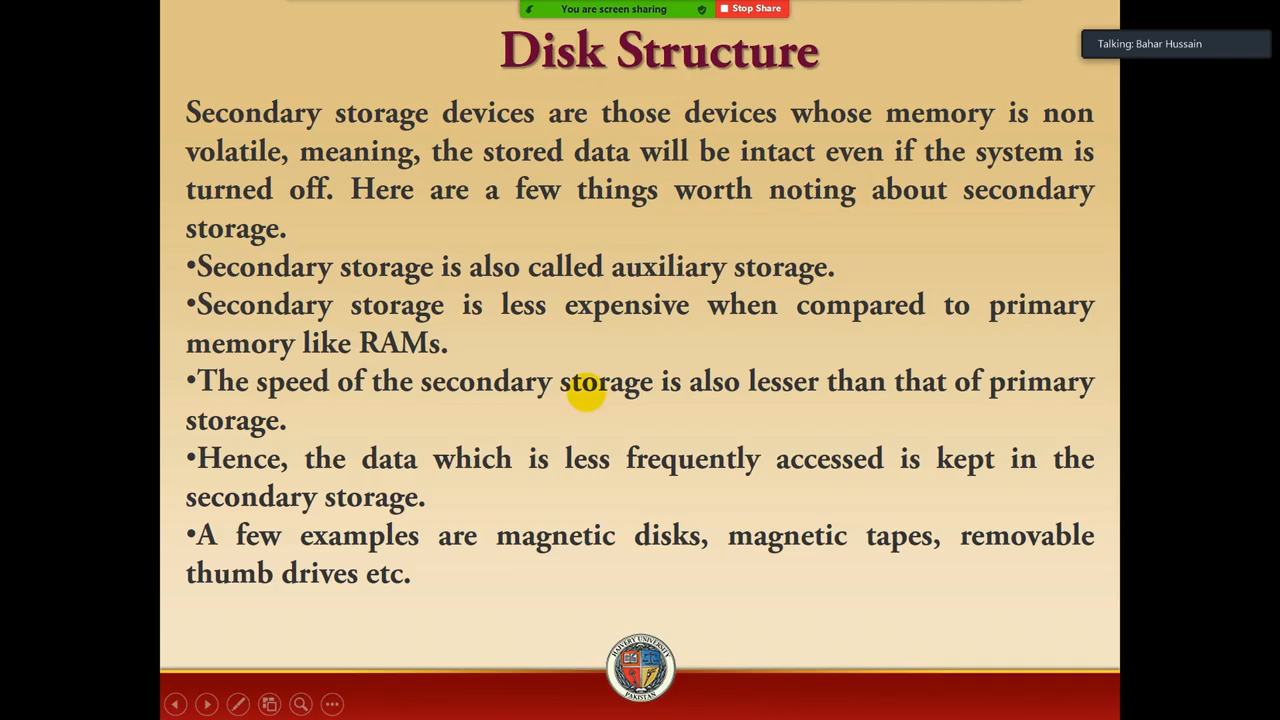 You are screen sharing
Stop Share
Talking: Bahar Hussain
Disk Structure
Secondary storage devices are those devices whose memory is non
volatile, meaning, the stored data will be intact even if the system is
turned off. Here are a few things worth noting about secondary
storage.
•Secondary storage is also called auxiliary storage.
•Secondary storage is less expensive when compared to primary
memory like RAMs.
•The speed of the secondary storage is also lesser than that of primary
storage.
•Hence, the data which is less frequently accessed is kept in the
secondary storage.
•A few examples are magnetic disks, magnetic tapes, removable
thumb drives etc.
UNIVERSITY
PAKISTAN